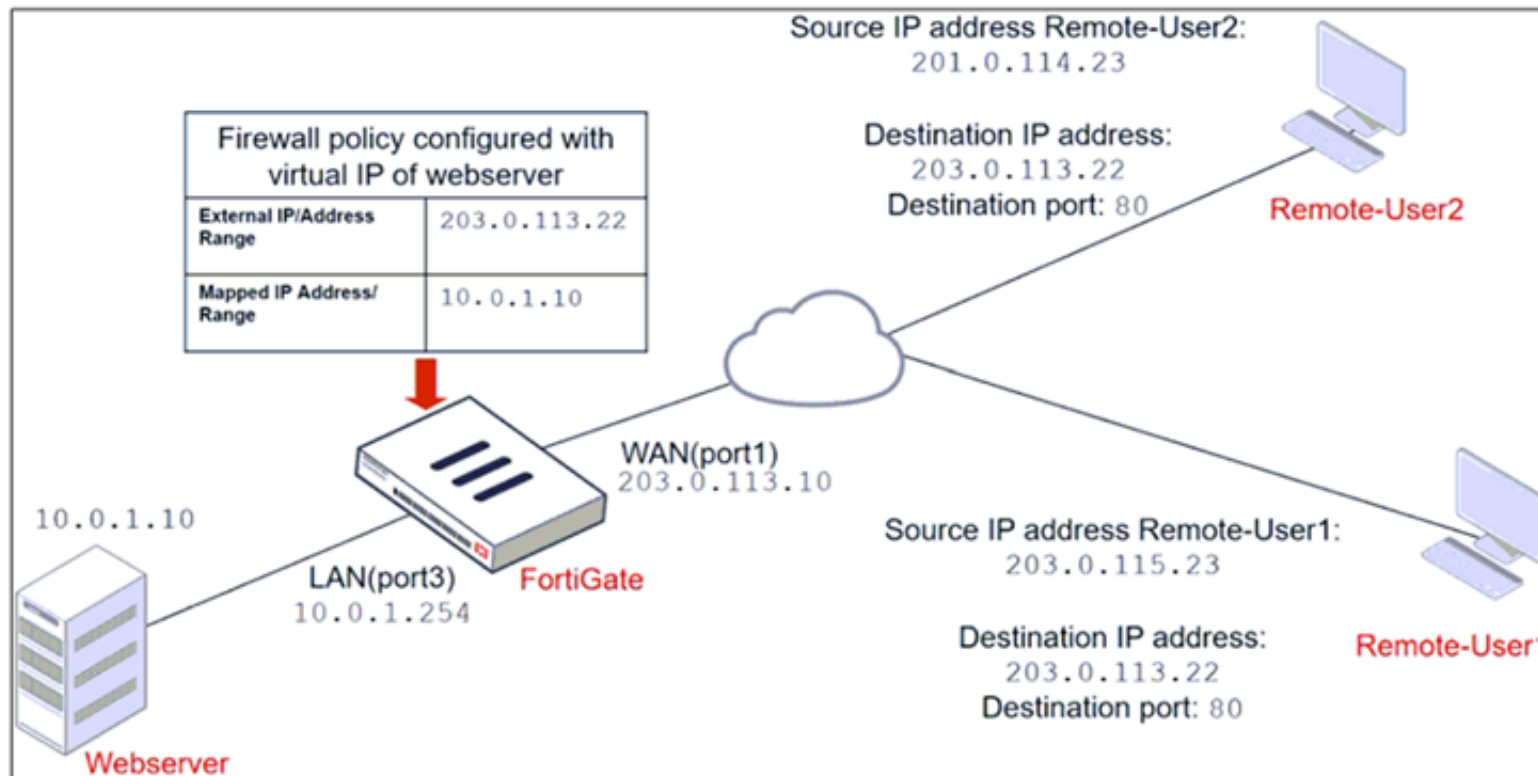 Source IP address Remote-User2:
201.0.114.23
Destination IP address:
203.0.113.22
Destination port: 80
Remote-User2
Firewall policy configured with
virtual IP of webserver
External IP/Address
Range
203.0.113.22
Mapped IP Address/
Range
10.0.1.10
WAN(port1)
203.0.113.10
10.0.1.10
LAN(port3)
10.0.1.254
FortiGate
Webserver
Source IP address Remote-User1:
203.0.115.23
Destination IP address:
203.0.113.22
Destination port: 80
Remote-User1